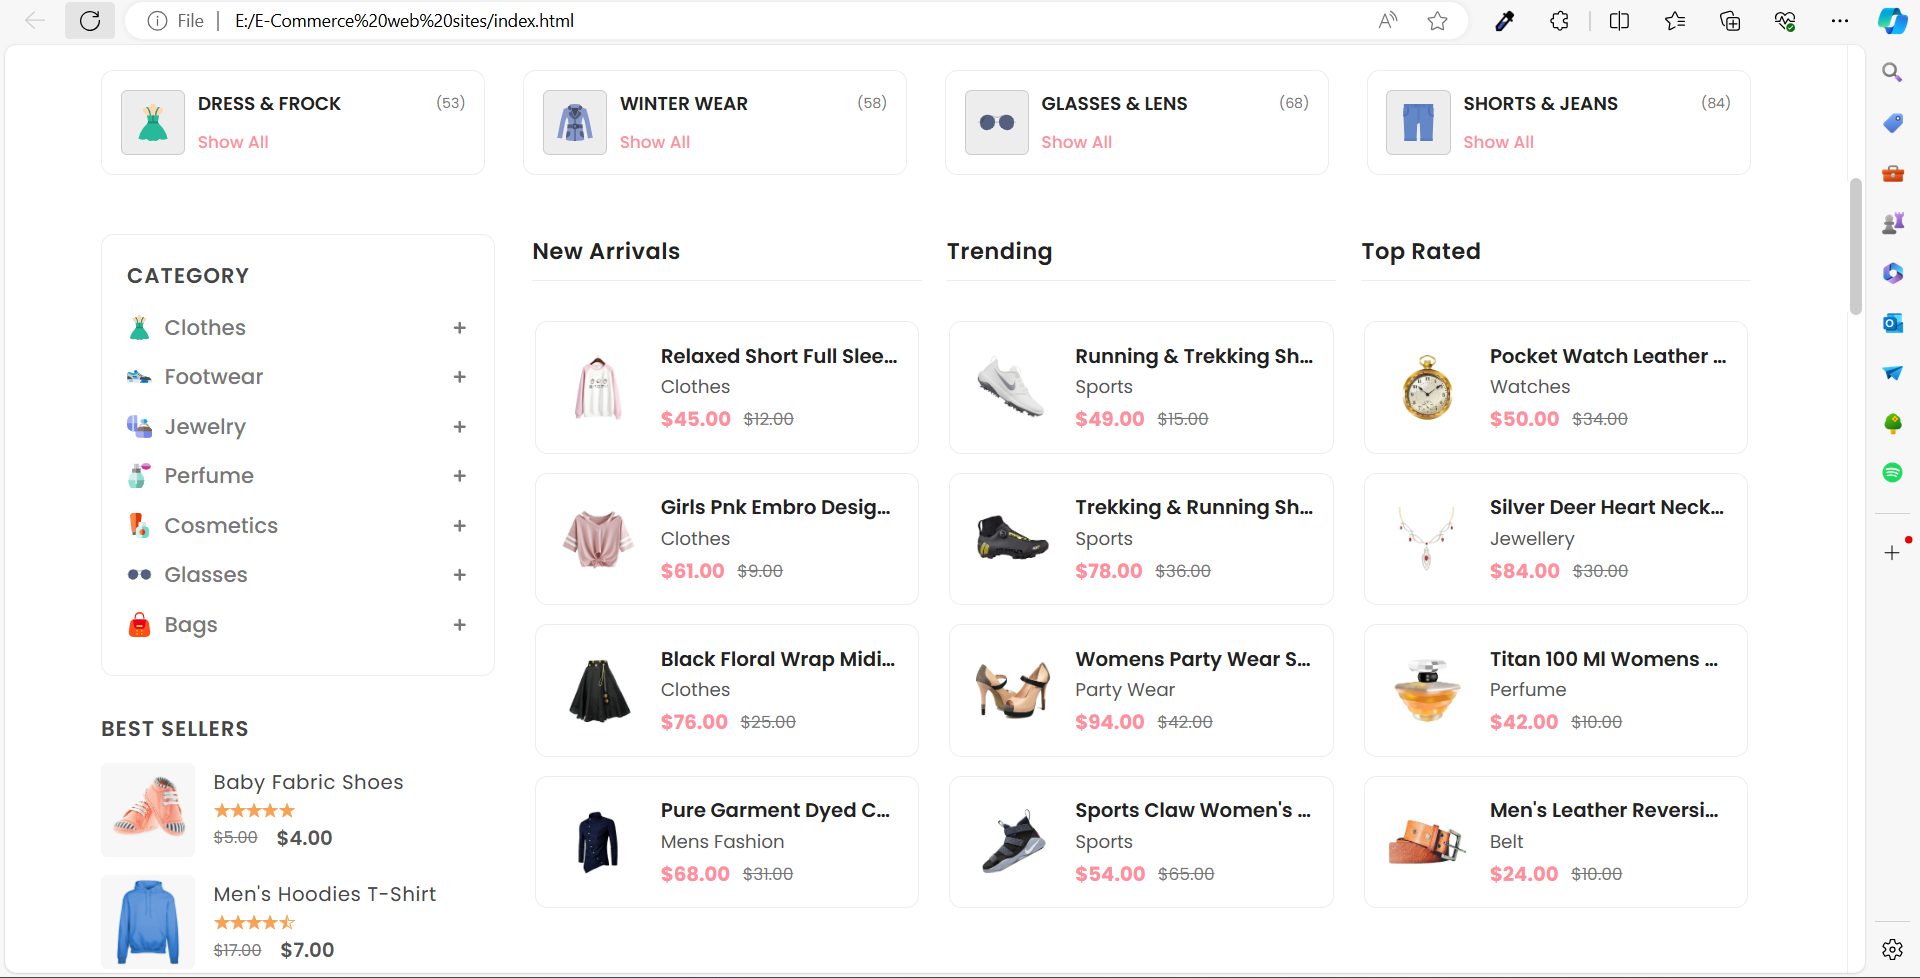 File | E:/E-Commerce%20web%20sites/index.html
DRESS & FROCK (53)
Show All
WINTER WEAR (58)
Show All
GLASSES & LENS (68)
Show All
SHORTS & JEANS (84)
Show All
CATEGORY
Clothes +
Footwear +
Jewelry +
Perfume +
Cosmetics +
Glasses +
Bags +
BEST SELLERS
Baby Fabric Shoes
$5.00 $4.00
Men's Hoodies T-Shirt
$17.00 $7.00
New Arrivals
Relaxed Short Full Slee...
Clothes
$45.00 $12.00
Girls Pnk Embro Desig...
Clothes
$61.00 $9.00
Black Floral Wrap Midi...
Clothes
$76.00 $25.00
Pure Garment Dyed C...
Mens Fashion
$68.00 $31.00
Trending
Running & Trekking Sh...
Sports
$49.00 $15.00
Trekking & Running Sh...
Sports
$78.00 $36.00
Womens Party Wear S...
Party Wear
$94.00 $42.00
Sports Claw Women's ...
Sports
$54.00 $65.00
Top Rated
Pocket Watch Leather ...
Watches
$50.00 $34.00
Silver Deer Heart Neck...
Jewellery
$84.00 $30.00
Titan 100 Ml Womens ...
Perfume
$42.00 $10.00
Men's Leather Reversi...
Belt
$24.00 $10.00